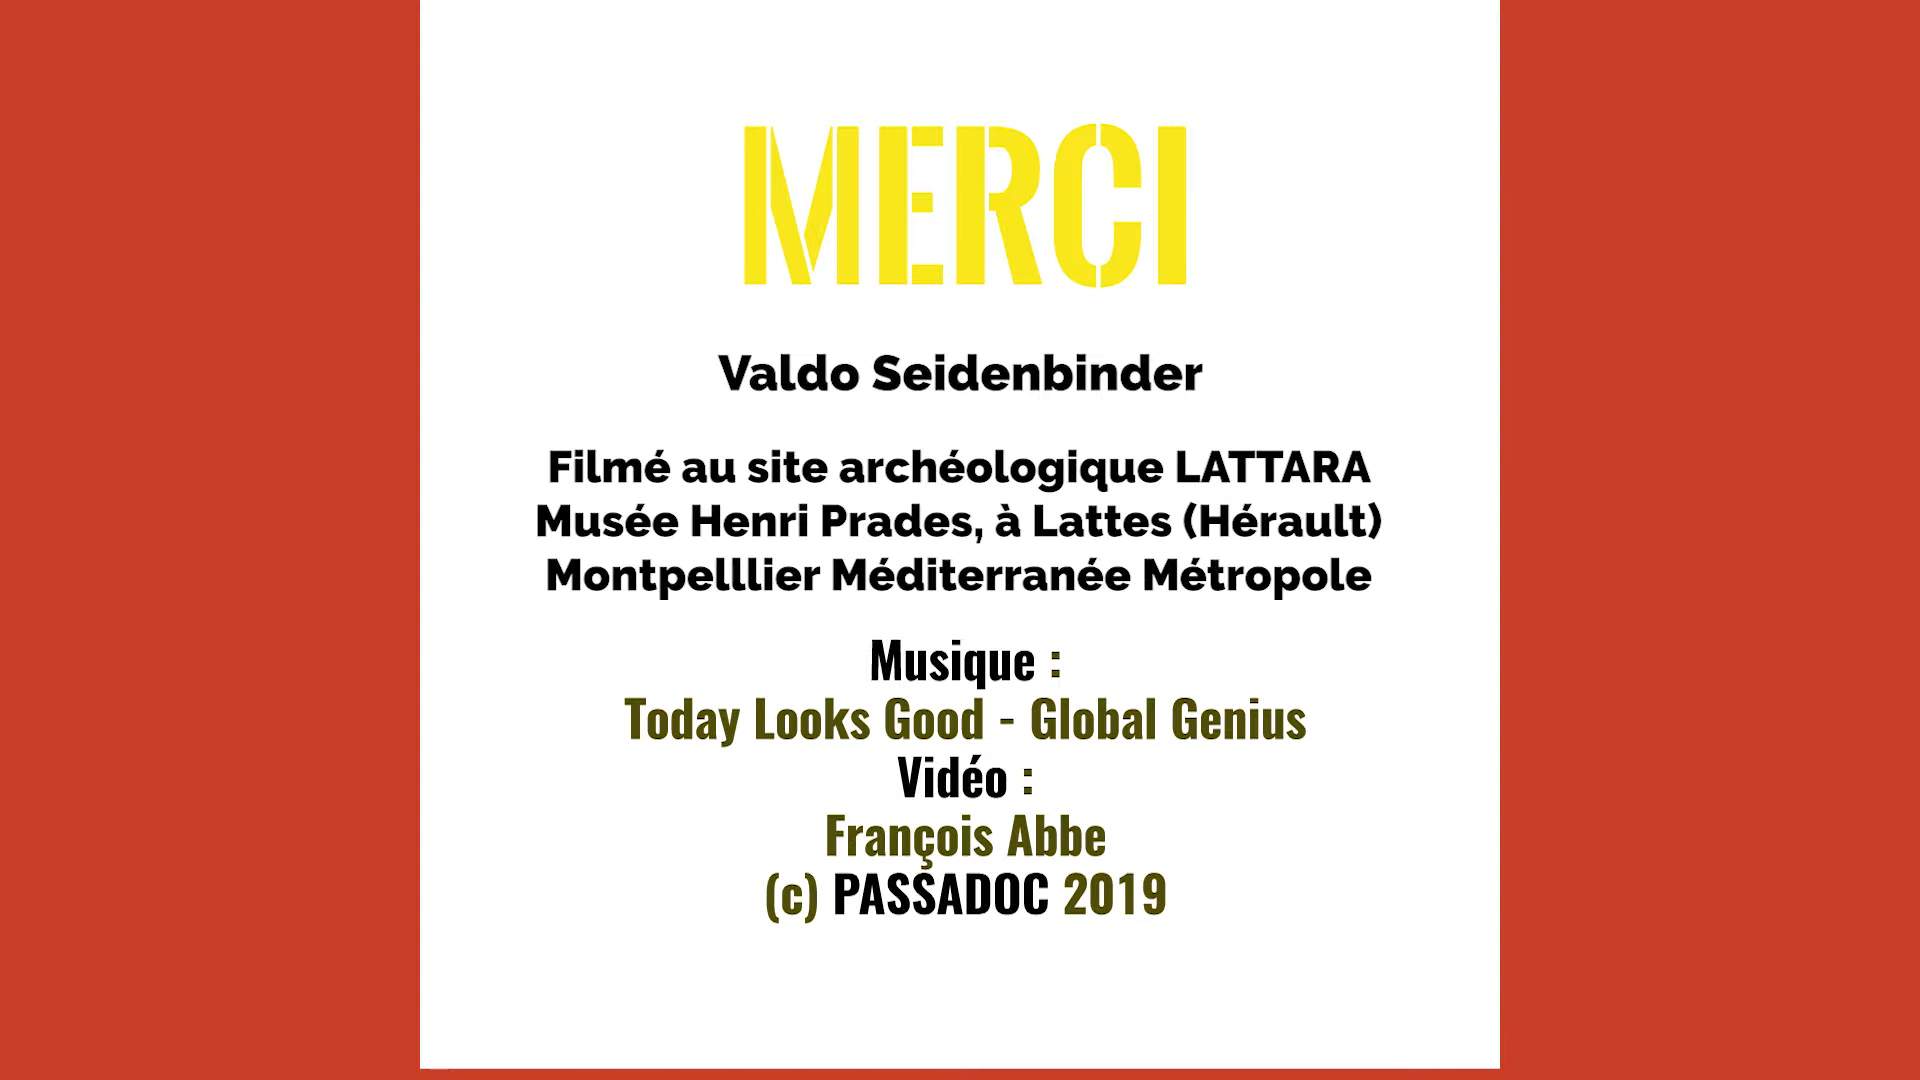 MERCI
Valdo Seidenbinder
Filmé au site archéologique LATTARA
Musée Henri Prades, à Lattes (Hérault)
Montpelllier Méditerranée Métropole
Musique :
Today Looks Good - Global Genius
Vidéo :
François Abbe
(c) PASSADOC 2019